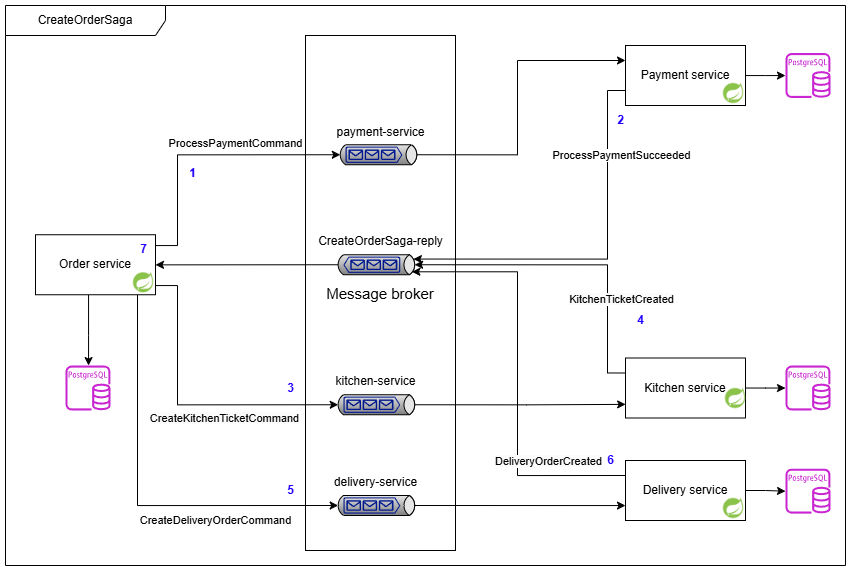 CreateOrderSaga
Payment service
PostgreSQL
payment-service
ProcessPaymentCommand
1
2
ProcessPaymentSucceeded
CreateOrderSaga-reply
7
Order service
Message broker
KitchenTicketCreated
4
PostgreSQL
kitchen-service
3
CreateKitchenTicketCommand
Kitchen service
PostgreSQL
DeliveryOrderCreated
6
delivery-service
5
CreateDeliveryOrderCommand
Delivery service
PostgreSQL